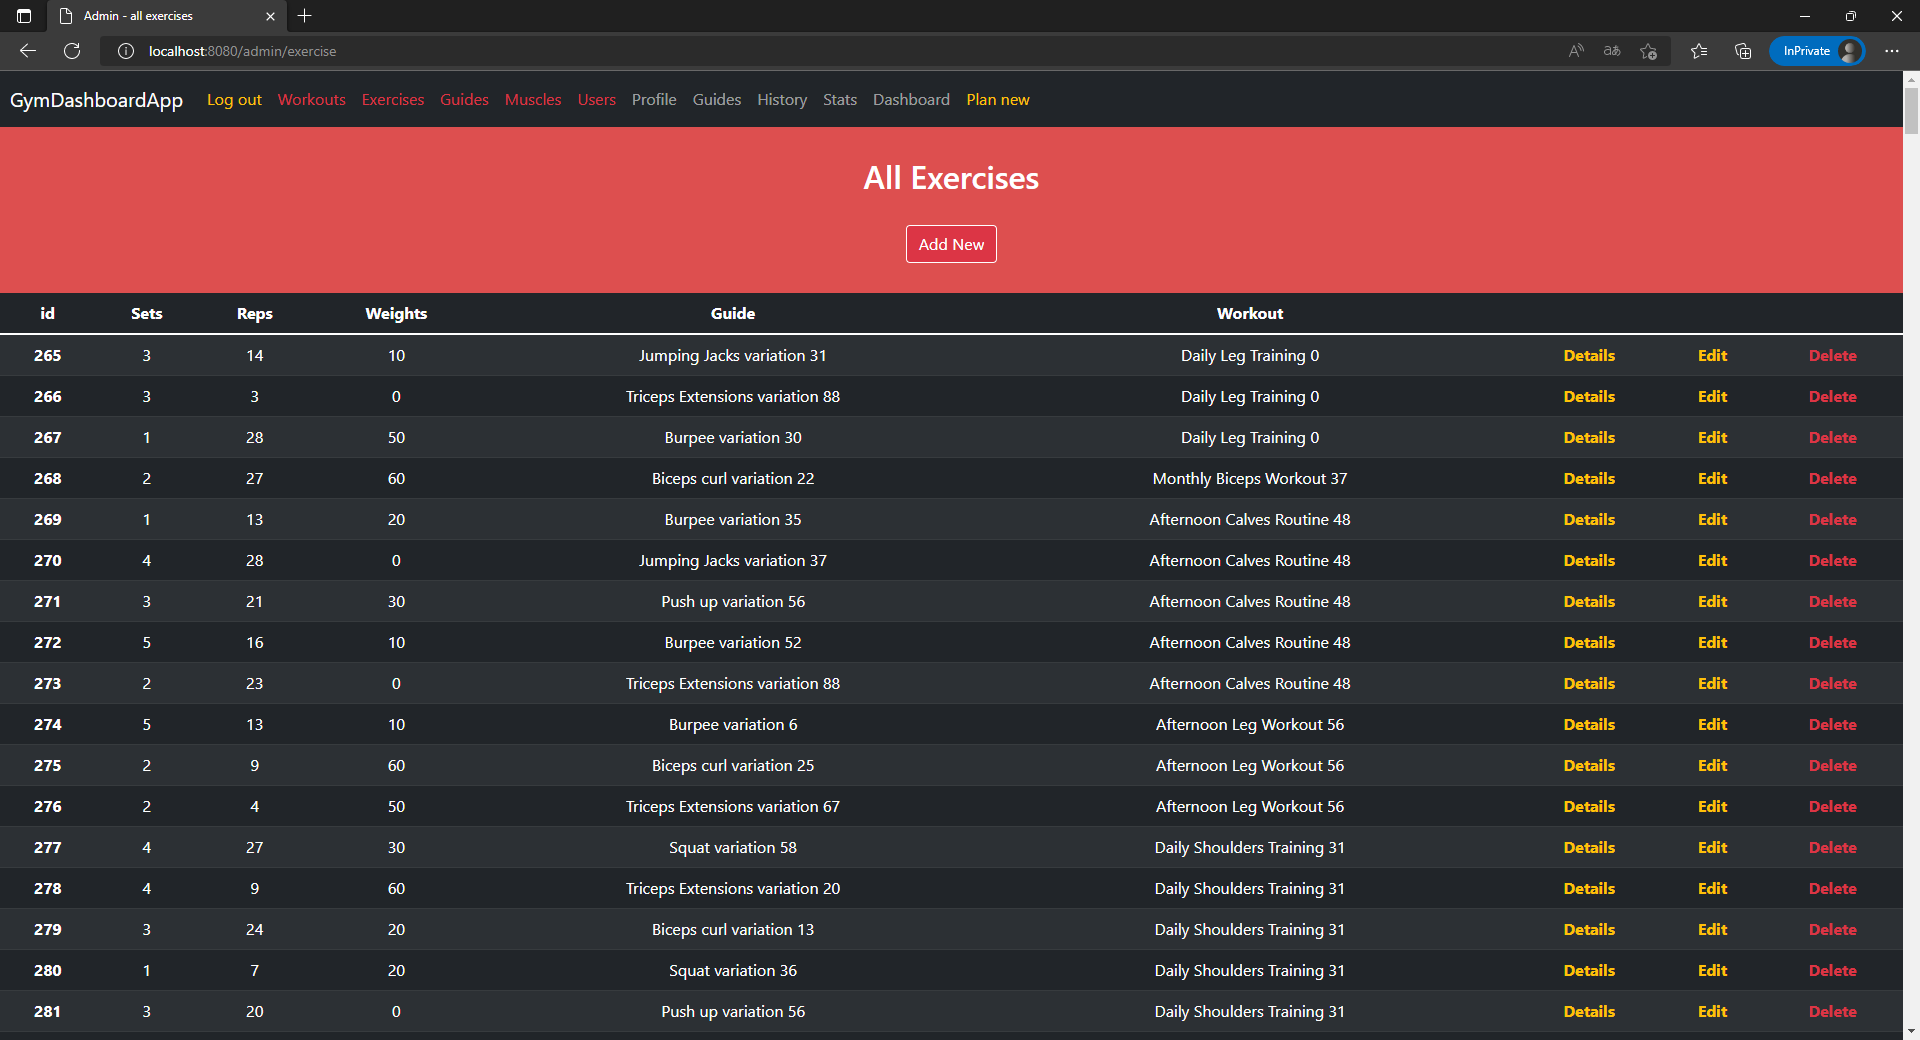 Admin - all exercises
localhost:8080/admin/exercise
InPrivate
GymDashboardApp Log out Workouts Exercises Guides Muscles Users Profile Guides History Stats Dashboard Plan new
All Exercises
Add New
id Sets Reps Weights Guide Workout
265 3 14 10 Jumping Jacks variation 31 Daily Leg Training 0 Details Edit Delete
266 3 3 0 Triceps Extensions variation 88 Daily Leg Training 0 Details Edit Delete
267 1 28 50 Burpee variation 30 Daily Leg Training 0 Details Edit Delete
268 2 27 60 Biceps curl variation 22 Monthly Biceps Workout 37 Details Edit Delete
269 1 13 20 Burpee variation 35 Afternoon Calves Routine 48 Details Edit Delete
270 4 28 0 Jumping Jacks variation 37 Afternoon Calves Routine 48 Details Edit Delete
271 3 21 30 Push up variation 56 Afternoon Calves Routine 48 Details Edit Delete
272 5 16 10 Burpee variation 52 Afternoon Calves Routine 48 Details Edit Delete
273 2 23 0 Triceps Extensions variation 88 Afternoon Calves Routine 48 Details Edit Delete
274 5 13 10 Burpee variation 6 Afternoon Leg Workout 56 Details Edit Delete
275 2 9 60 Biceps curl variation 25 Afternoon Leg Workout 56 Details Edit Delete
276 2 4 50 Triceps Extensions variation 67 Afternoon Leg Workout 56 Details Edit Delete
277 4 27 30 Squat variation 58 Daily Shoulders Training 31 Details Edit Delete
278 4 9 60 Triceps Extensions variation 20 Daily Shoulders Training 31 Details Edit Delete
279 3 24 20 Biceps curl variation 13 Daily Shoulders Training 31 Details Edit Delete
280 1 7 20 Squat variation 36 Daily Shoulders Training 31 Details Edit Delete
281 3 20 0 Push up variation 56 Daily Shoulders Training 31 Details Edit Delete